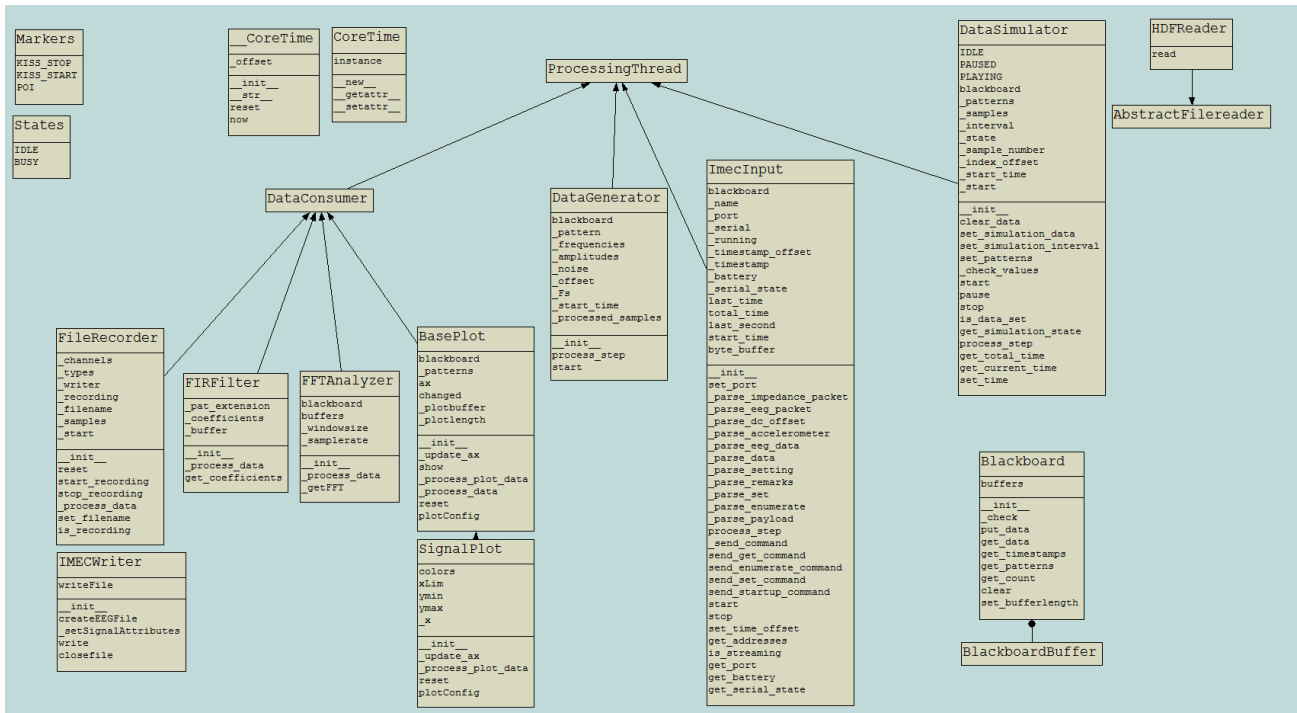 Markers
KISS_STOP
KISS_START
POI
States
IDLE
BUSY
__CoreTime
_offset
__init__
__str__
reset
now
CoreTime
instance
__new__
__getattr__
__setattr__
ProcessingThread
DataConsumer
FileRecorder
_channels
_types
_writer
_recording
_filename
_samples
_start
__init__
reset
start_recording
stop_recording
_process_data
set_filename
is_recording
FIRFilter
_pat_extension
_coefficients
_buffer
__init__
_process_data
get_coefficients
FFTAnalyzer
blackboard
buffers
_windowsize
_samplerate
__init__
_process_data
_getFFT
BasePlot
blackboard
_patterns
ax
changed
_plotbuffer
_plotlength
__init__
_update_ax
show
_process_plot_data
_process_data
reset
plotConfig
IMECWriter
writeFile
__init__
createEEGFile
_setSignalAttributes
write
closefile
SignalPlot
colors
xLim
ymin
ymax
_x
__init__
_update_ax
_process_plot_data
reset
plotConfig
DataGenerator
blackboard
_pattern
_frequencies
_amplitudes
_noise
_offset
_Fs
_start_time
_processed_samples
__init__
process_step
start
ImecInput
blackboard
_name
_port
_serial
_running
_timestamp_offset
_timestamp
_battery
_serial_state
last_time
total_time
last_second
start_time
byte_buffer
__init__
set_port
_parse_impedance_packet
_parse_eeg_packet
_parse_dc_offset
_parse_accelerometer
_parse_eeg_data
_parse_data
_parse_setting
_parse_remarks
_parse_set
_parse_enumerate
_parse_payload
process_step
_send_command
send_get_command
send_enumerate_command
send_set_command
send_startup_command
start
stop
set_time_offset
get_addresses
is_streaming
get_port
get_battery
get_serial_state
DataSimulator
IDLE
PAUSED
PLAYING
blackboard
_patterns
_samples
_interval
_state
_sample_number
_index_offset
_start_time
_start
__init__
clear_data
set_simulation_data
set_simulation_interval
set_patterns
_check_values
start
pause
stop
is_data_set
get_simulation_state
process_step
get_total_time
get_current_time
set_time
HDFReader
read
AbstractFilereader
Blackboard
buffers
__init__
_check
put_data
get_data
get_timestamps
get_patterns
get_count
clear
set_bufferlength
BlackboardBuffer